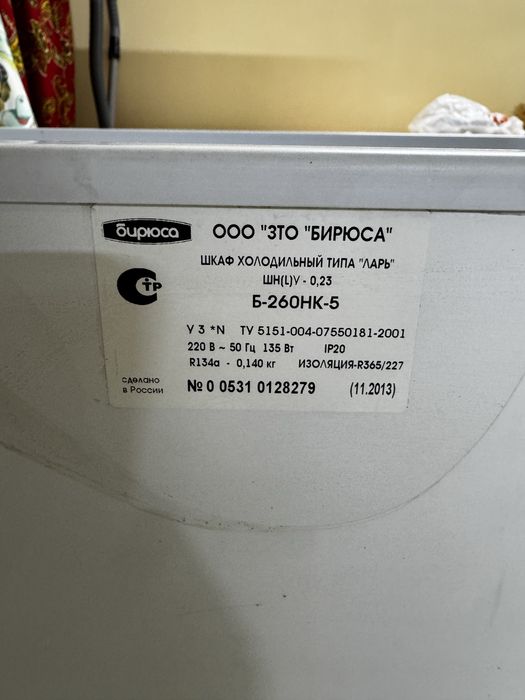 бирюса
ООО "ЗТО "БИРЮСА"
ШКАФ ХОЛОДИЛЬНЫЙ ТИПА "ЛАРЬ"
ШН(L)V - 0,23
Б-260НК-5
У 3 *N TV 5151-004-07550181-2001
220 В ~ 50 Гц 135 Вт IP20
R134a - 0,140 кг ИЗОЛЯЦИЯ-R365/227
сделано
в России
№ 0 0531 0128279 (11.2013)